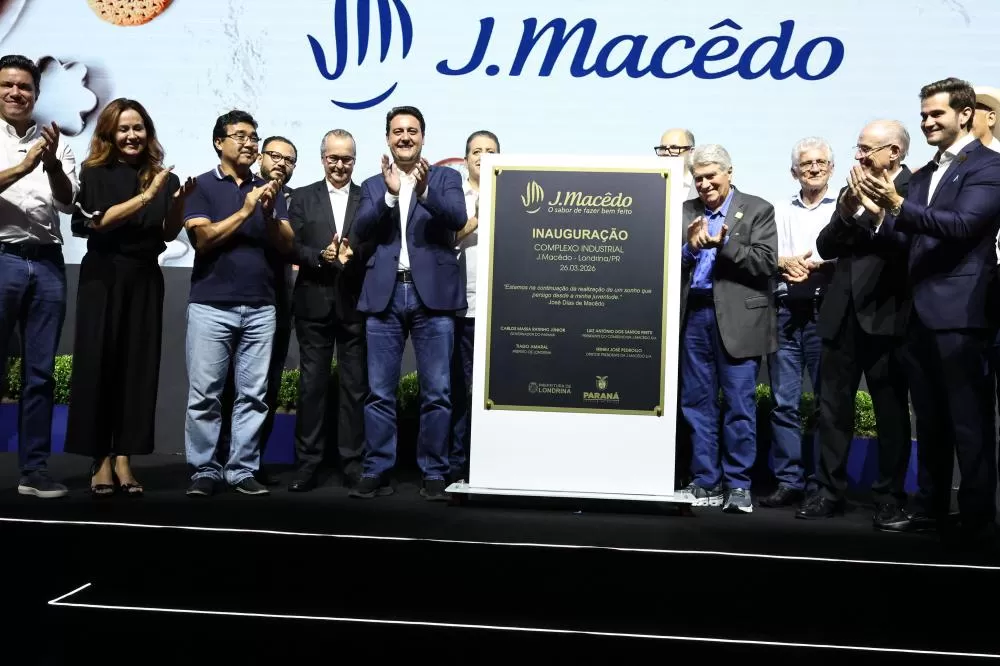 J.Macêdo
J.Macêdo
O sabor de fazer bem feito
INAUGURAÇÃO
COMPLEXO INDUSTRIAL
J.Macêdo - Londrina/PR
26.03.2026
"Estamos na continuação da realização de um sonho que
persigo desde a minha juventude."
José Dias de Macêdo
CARLOS MASSA RATINHO JÚNIOR
GOVERNADOR DO PARANÁ
LUIZ ANTÔNIO DOS SANTOS PRETE
PRESIDENTE DO CONSELHO DA J.MACÊDO S.A
TIAGO AMARAL
PREFEITO DE LONDRINA
IRINEU JOSÉ PEDROLLO
DIRETOR PRESIDENTE DA J.MACÊDO S.A
PREFEITURA DE
LONDRINA
PARANÁ